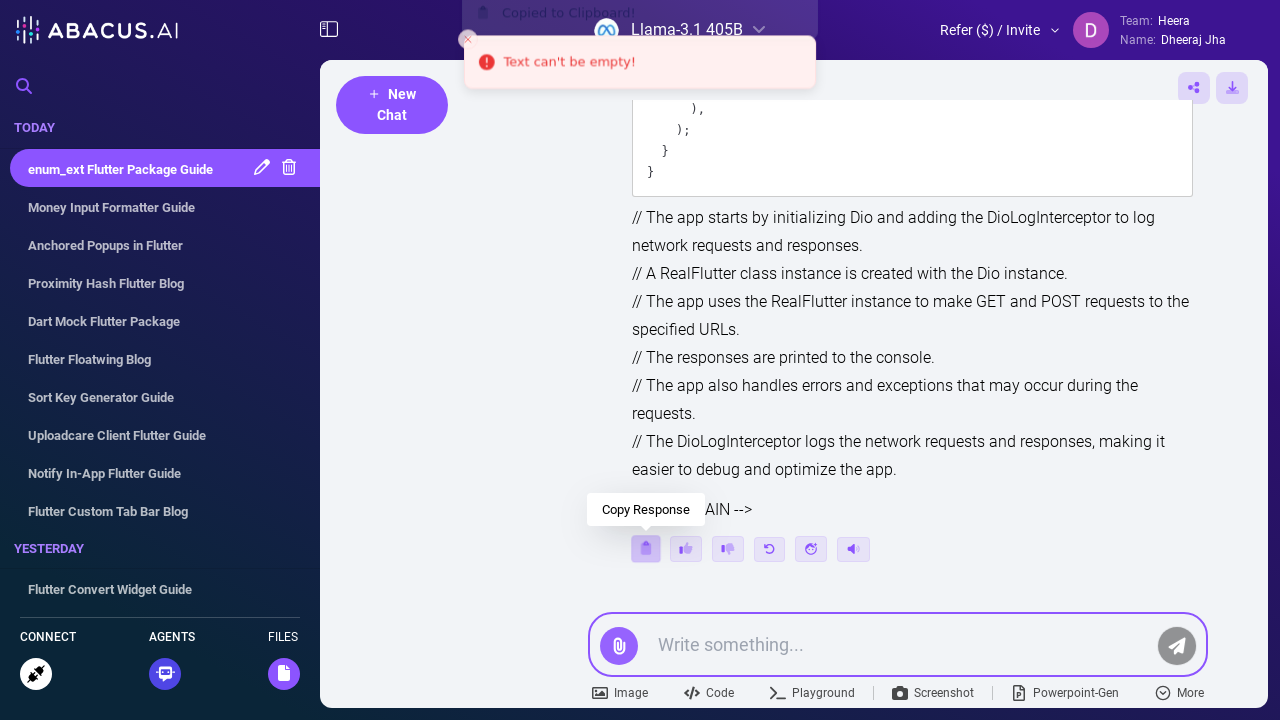 ABACUS.AI
Copied to Clipboard!
Llama-3.1 405B
Text can't be empty!
Refer ($) / Invite
D
Team: Heera
Name: Dheeraj Jha
+ New
Chat
TODAY
enum_ext Flutter Package Guide
Money Input Formatter Guide
Anchored Popups in Flutter
Proximity Hash Flutter Blog
Dart Mock Flutter Package
Flutter Floatwing Blog
Sort Key Generator Guide
Uploadcare Client Flutter Guide
Notify In-App Flutter Guide
Flutter Custom Tab Bar Blog
YESTERDAY
Flutter Convert Widget Guide
CONNECT
AGENTS
FILES
),
);
}
}
// The app starts by initializing Dio and adding the DioLogInterceptor to log
network requests and responses.
// A RealFlutter class instance is created with the Dio instance.
// The app uses the RealFlutter instance to make GET and POST requests to the
specified URLs.
// The responses are printed to the console.
// The app also handles errors and exceptions that may occur during the
requests.
// The DioLogInterceptor logs the network requests and responses, making it
easier to debug and optimize the app.
AIN -->
Copy Response
Write something...
Image
Code
Playground
Screenshot
Powerpoint-Gen
More